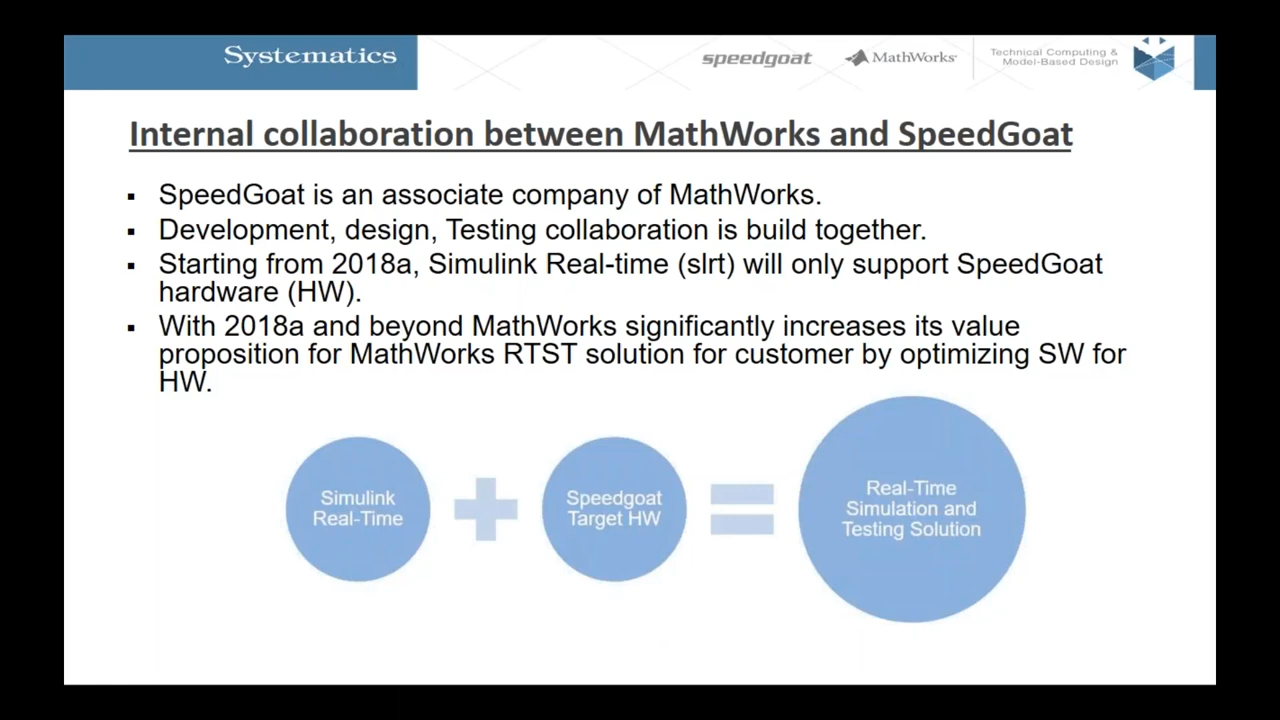 Systematics
speedgoat
MathWorks
Technical Computing &
Model-Based Design
Internal collaboration between MathWorks and SpeedGoat
▪ SpeedGoat is an associate company of MathWorks.
▪ Development, design, Testing collaboration is build together.
▪ Starting from 2018a, Simulink Real-time (slrt) will only support SpeedGoat
hardware (HW).
▪ With 2018a and beyond MathWorks significantly increases its value
proposition for MathWorks RTST solution for customer by optimizing SW for
HW.
Simulink
Real-Time
Speedgoat
Target HW
Real-Time
Simulation and
Testing Solution